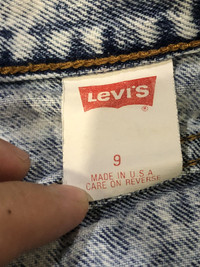 LEVI'S
®
9
MADE IN U.S.A
CARE ON REVERSE